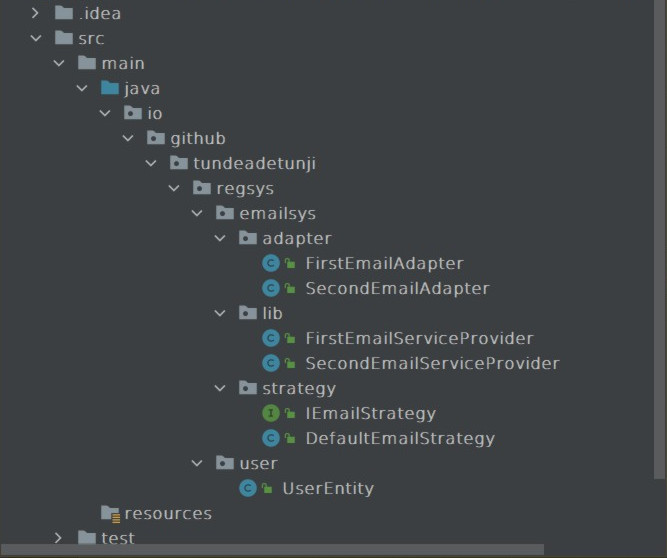 .idea
src
main
java
io
github
tundeadetunji
regsys
emailsys
adapter
C FirstEmailAdapter
C SecondEmailAdapter
lib
C FirstEmailServiceProvider
C SecondEmailServiceProvider
strategy
I IEmailStrategy
C DefaultEmailStrategy
user
C UserEntity
resources
test